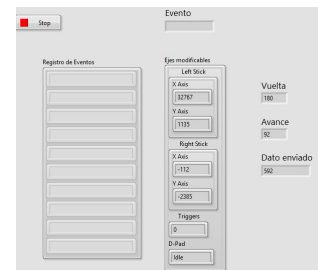 Evento
Stop
Registro de Eventos
Ejes modificables
Left Stick
X Axis
32767
Y Axis
1135
Right Stick
X Axis
-112
Y Axis
-2385
Triggers
0
D-Pad
Idle
Vuelta
180
Avance
92
Dato enviado
592